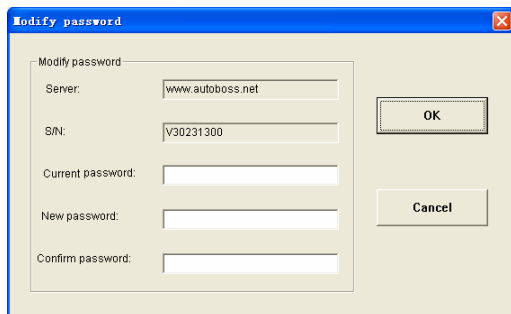 Modify password
Modify password
Server: www.autoboss.net
S/N: V30231300
Current password:
New password:
Confirm password:
OK
Cancel